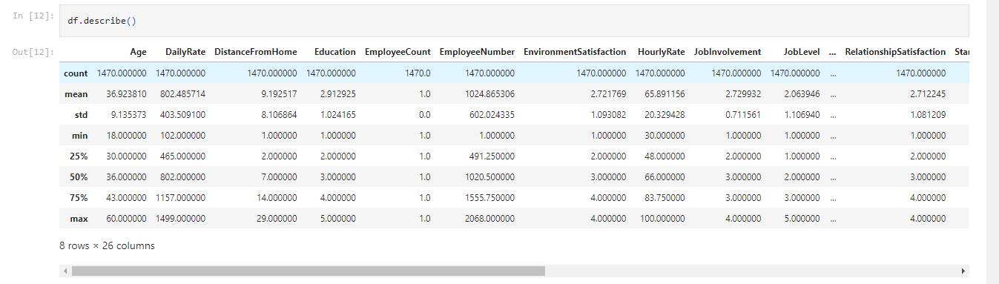 In [12]: df.describe()
Out[12]: Age DailyRate DistanceFromHome Education EmployeeCount EmployeeNumber EnvironmentSatisfaction HourlyRate JobInvolvement JobLevel ... RelationshipSatisfaction Stan
count 1470.000000 1470.000000 1470.000000 1470.000000 1470.0 1470.000000 1470.000000 1470.000000 1470.000000 1470.000000 ... 1470.000000
mean 36.923810 802.485714 9.192517 2.912925 1.0 1024.865306 2.721769 65.891156 2.729932 2.063946 ... 2.712245
std 9.135373 403.509100 8.106864 1.024165 0.0 602.024335 1.093082 20.329428 0.711561 1.106940 ... 1.081209
min 18.000000 102.000000 1.000000 1.000000 1.0 1.000000 1.000000 30.000000 1.000000 1.000000 ... 1.000000
25% 30.000000 465.000000 2.000000 2.000000 1.0 491.250000 2.000000 48.000000 2.000000 1.000000 ... 2.000000
50% 36.000000 802.000000 7.000000 3.000000 1.0 1020.500000 3.000000 66.000000 3.000000 2.000000 ... 3.000000
75% 43.000000 1157.000000 14.000000 4.000000 1.0 1555.750000 4.000000 83.750000 3.000000 3.000000 ... 4.000000
max 60.000000 1499.000000 29.000000 5.000000 1.0 2068.000000 4.000000 100.000000 4.000000 5.000000 ... 4.000000
8 rows × 26 columns